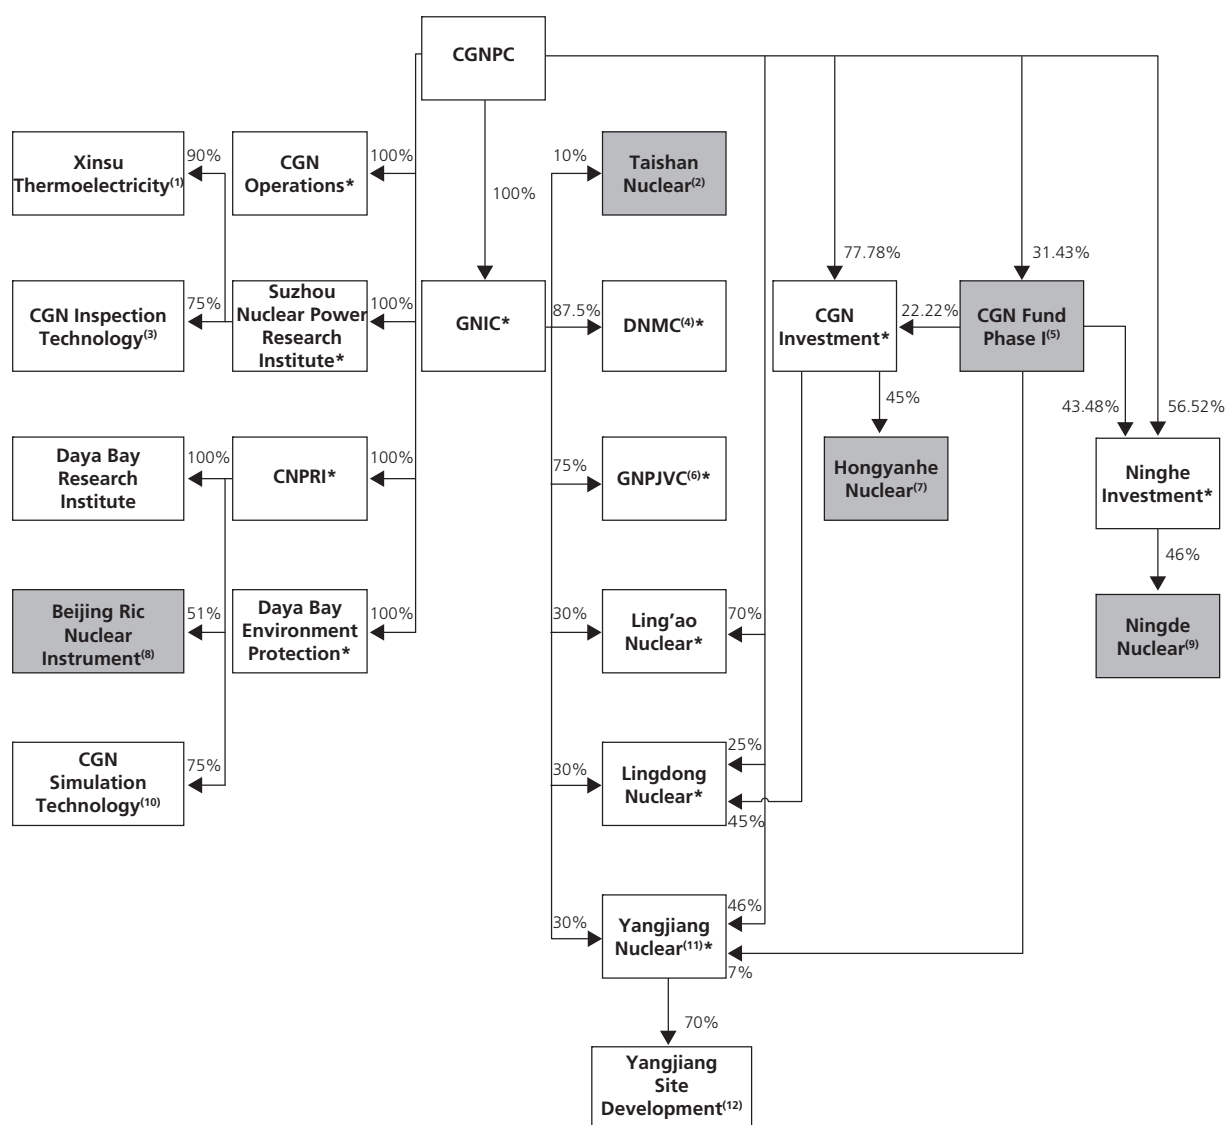 CGNPC
Xinsu
Thermoelectricity(1)
90%
CGN
Operations*
100%
100%
10%
Taishan
Nuclear(2)
77.78%
31.43%
CGN Inspection
Technology(3)
75%
Suzhou
Nuclear Power
Research
Institute*
100%
GNIC*
87.5%
DNMC(4)*
CGN
Investment*
22.22%
CGN Fund
Phase I(5)
45%
43.48%
56.52%
Daya Bay
Research
Institute
100%
CNPRI*
100%
75%
GNPJVC(6)*
Hongyanhe
Nuclear(7)
Ninghe
Investment*
46%
Beijing Ric
Nuclear
Instrument(8)
51%
Daya Bay
Environment
Protection*
100%
30%
Ling’ao
Nuclear*
70%
Ningde
Nuclear(9)
CGN
Simulation
Technology(10)
75%
30%
Lingdong
Nuclear*
25%
45%
30%
Yangjiang
Nuclear(11)*
46%
7%
70%
Yangjiang
Site
Development(12)